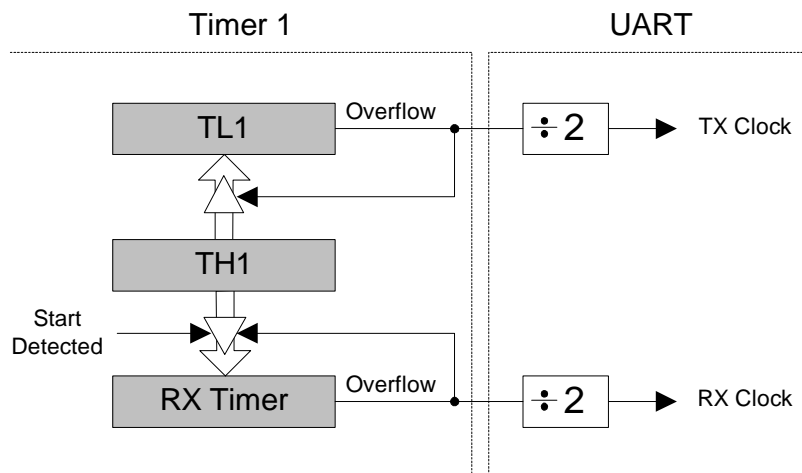 Timer 1
UART
TL1
Overflow
÷ 2
TX Clock
TH1
Start
Detected
RX Timer
Overflow
÷ 2
RX Clock